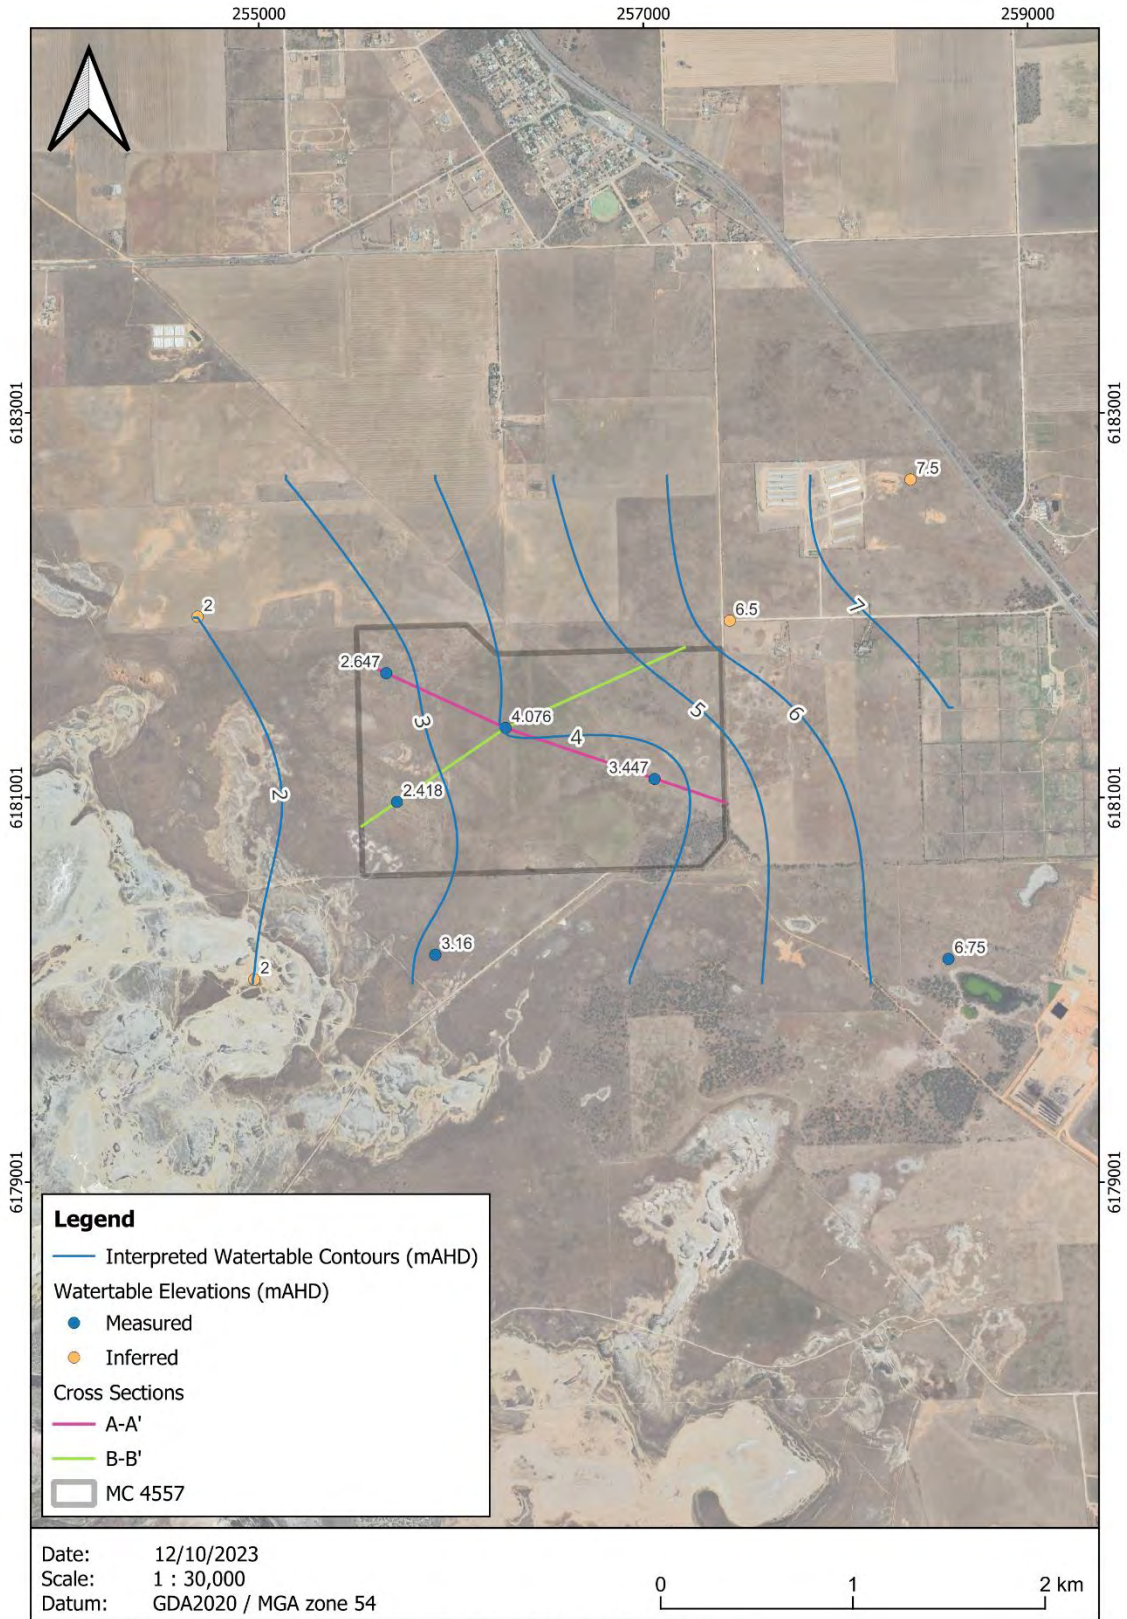 255000 257000 259000
6183001 6183001
7.5
2
6.5
7
2.647
3
4.076
5
6
4
3.447
2
2.418
6181001 6181001
3.16
6.75
2
6179001 6179001
Legend
Interpreted Watertable Contours (mAHD)
Watertable Elevations (mAHD)
Measured
Inferred
Cross Sections
A-A'
B-B'
MC 4557
Date: 12/10/2023
Scale: 1 : 30,000
Datum: GDA2020 / MGA zone 54
0 1 2 km